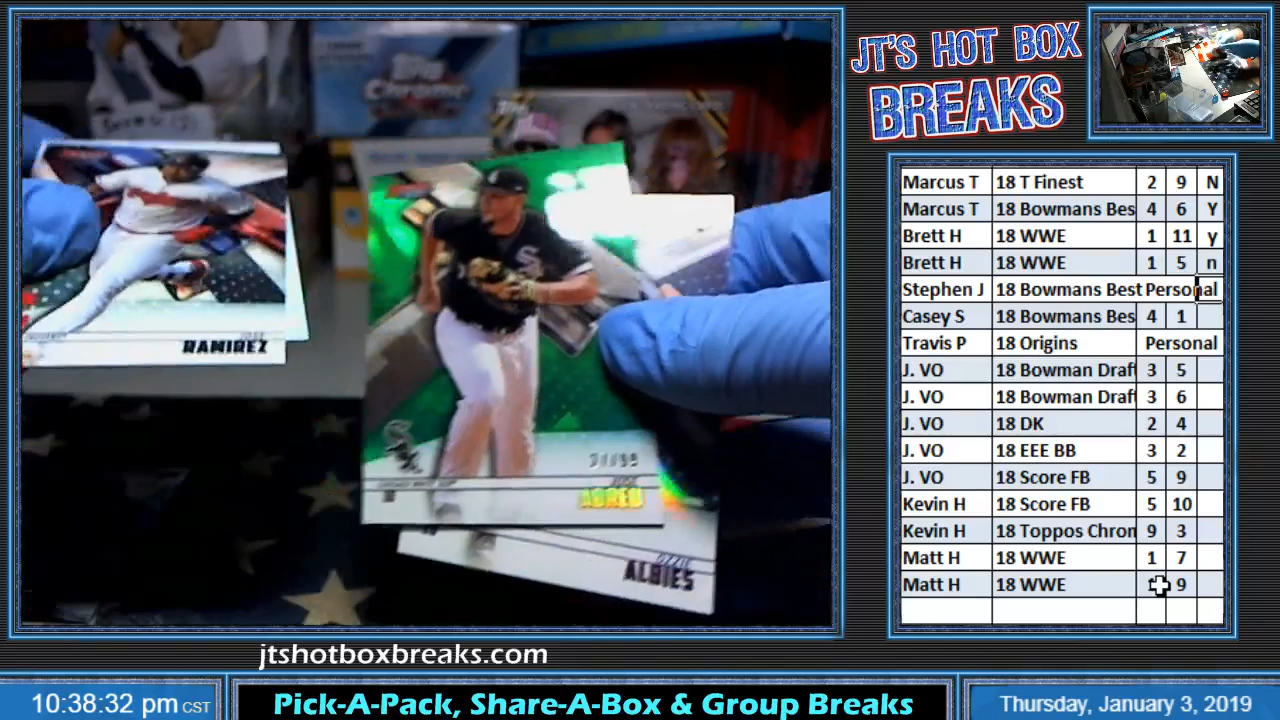 Topps
Chrome
JT'S HOT BOX
BREAKS
RAMIREZ
JOSE
ABREU
ALBIES
Marcus T 18 T Finest 2 9 N
Marcus T 18 Bowmans Bes 4 6 Y
Brett H 18 WWE 1 11 y
Brett H 18 WWE 1 5 n
Stephen J 18 Bowmans Best Personal
Casey S 18 Bowmans Bes 4 1
Travis P 18 Origins Personal
J. VO 18 Bowman Draft 3 5
J. VO 18 Bowman Draft 3 6
J. VO 18 DK 2 4
J. VO 18 EEE BB 3 2
J. VO 18 Score FB 5 9
Kevin H 18 Score FB 5 10
Kevin H 18 Toppos Chron 9 3
Matt H 18 WWE 1 7
Matt H 18 WWE 9
jtshotboxbreaks.com
10:38:32 pm CST
Pick-A-Pack, Share-A-Box & Group Breaks
Thursday, January 3, 2019